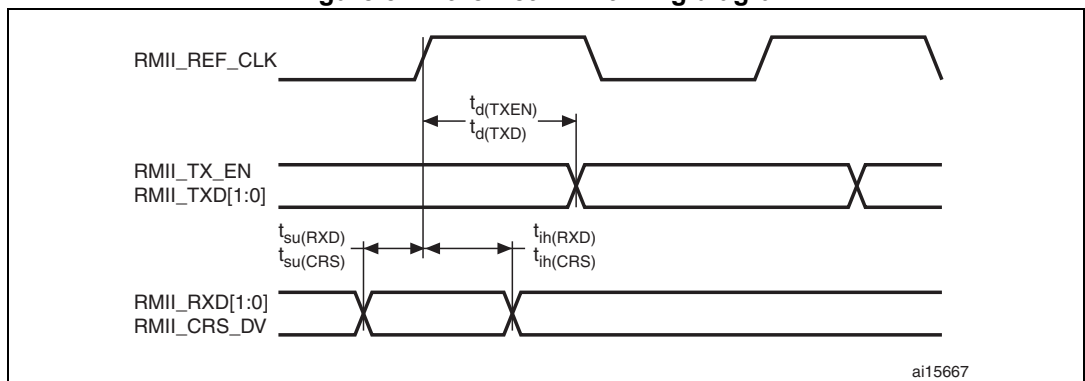 RMII_REF_CLK
td(TXEN)
td(TXD)
RMII_TX_EN
RMII_TXD[1:0]
tsu(RXD)
tsu(CRS)
tih(RXD)
tih(CRS)
RMII_RXD[1:0]
RMII_CRS_DV
ai15667